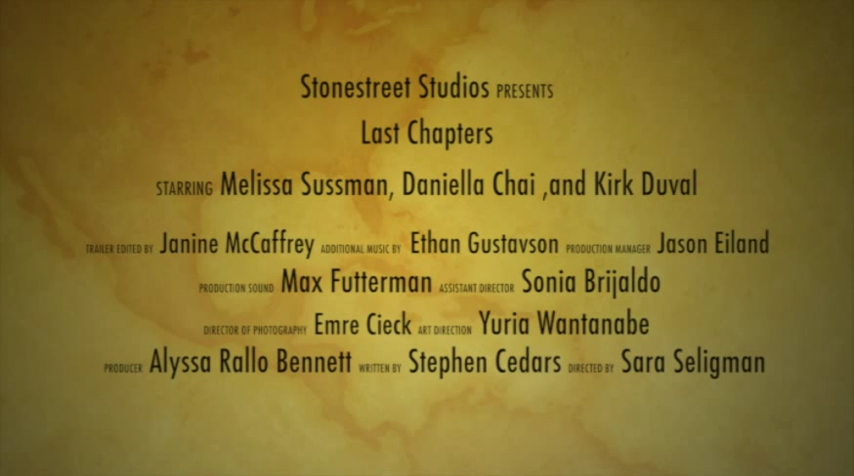 Stonestreet Studios PRESENTS
Last Chapters
STARRING Melissa Sussman, Daniella Chai ,and Kirk Duval
TRAILER EDITED BY Janine McCaffrey ADDITIONAL MUSIC BY Ethan Gustavson PRODUCTION MANAGER Jason Eiland
PRODUCTION SOUND Max Futterman ASSISTANT DIRECTOR Sonia Brijaldo
DIRECTOR OF PHOTOGRAPHY Emre Cieck ART DIRECTION Yuria Wantanabe
PRODUCER Alyssa Rallo Bennett WRITTEN BY Stephen Cedars DIRECTED BY Sara Seligman